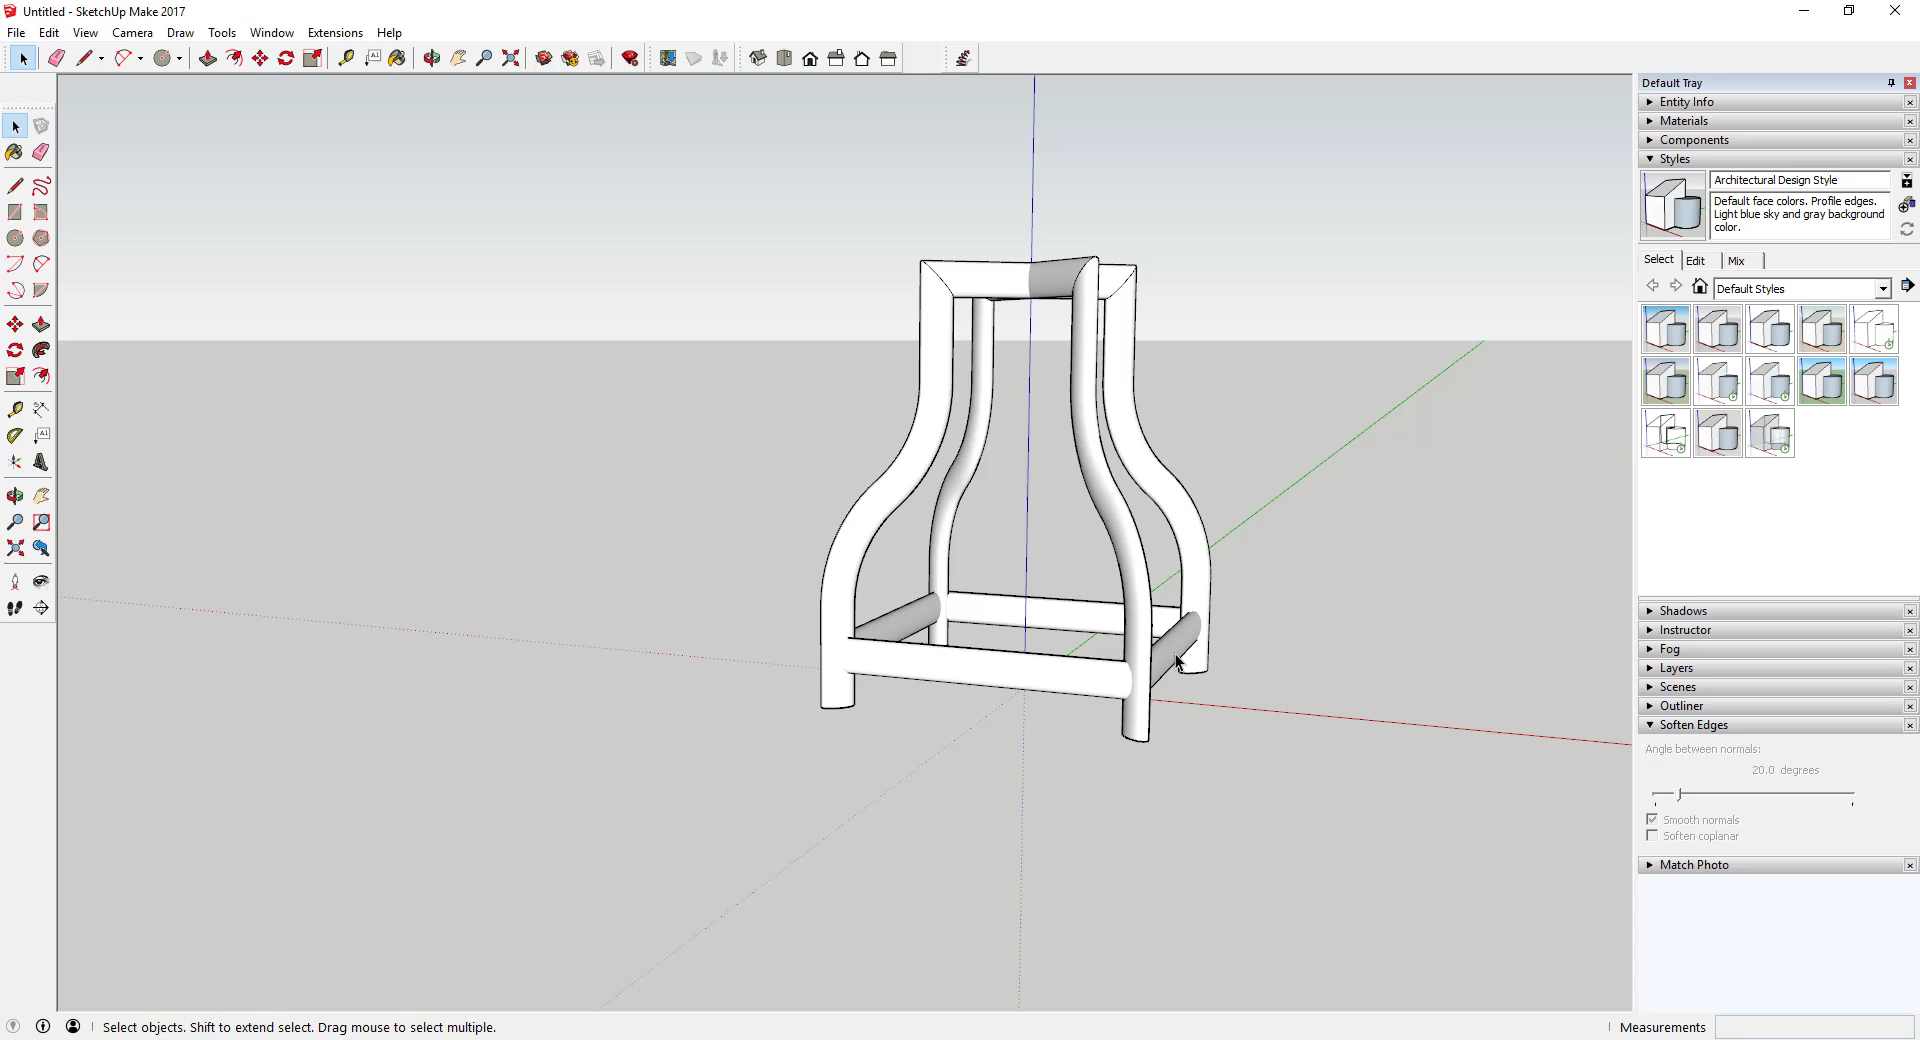 Untitled - SketchUp Make 2017
File Edit View Camera Draw Tools Window Extensions Help
A1
Default Tray
Entity Info
Materials
Components
Styles
Architectural Design Style
Default face colors. Profile edges.
Light blue sky and gray background
color.
Select Edit Mix
Default Styles
A1
Shadows
Instructor
Fog
Layers
Scenes
Outliner
Soften Edges
Angle between normals:
20.0 degrees
Smooth normals
Soften coplanar
Match Photo
Select objects. Shift to extend select. Drag mouse to select multiple.
Measurements